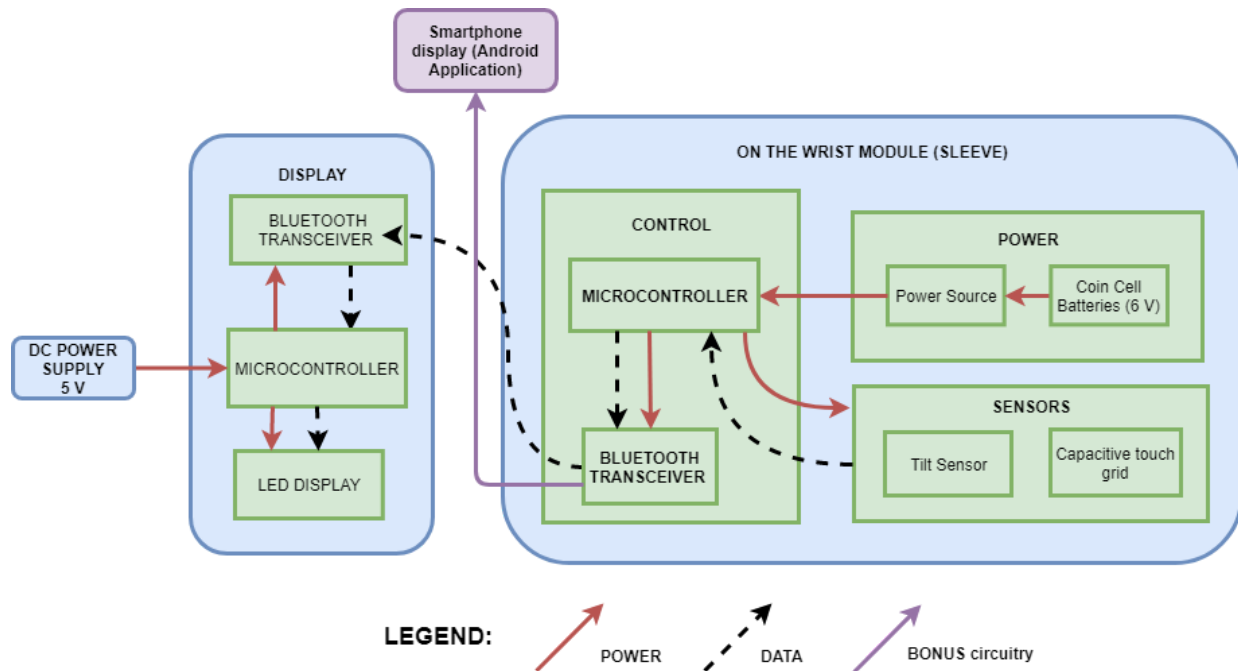 Smartphone
display (Android
Application)
ON THE WRIST MODULE (SLEEVE)
DISPLAY
BLUETOOTH
TRANSCEIVER
CONTROL
POWER
MICROCONTROLLER
Power Source
Coin Cell
Batteries (6 V)
DC POWER
SUPPLY
5 V
MICROCONTROLLER
SENSORS
BLUETOOTH
TRANSCEIVER
Tilt Sensor
Capacitive touch
grid
LED DISPLAY
LEGEND:
POWER
DATA
BONUS circuitry